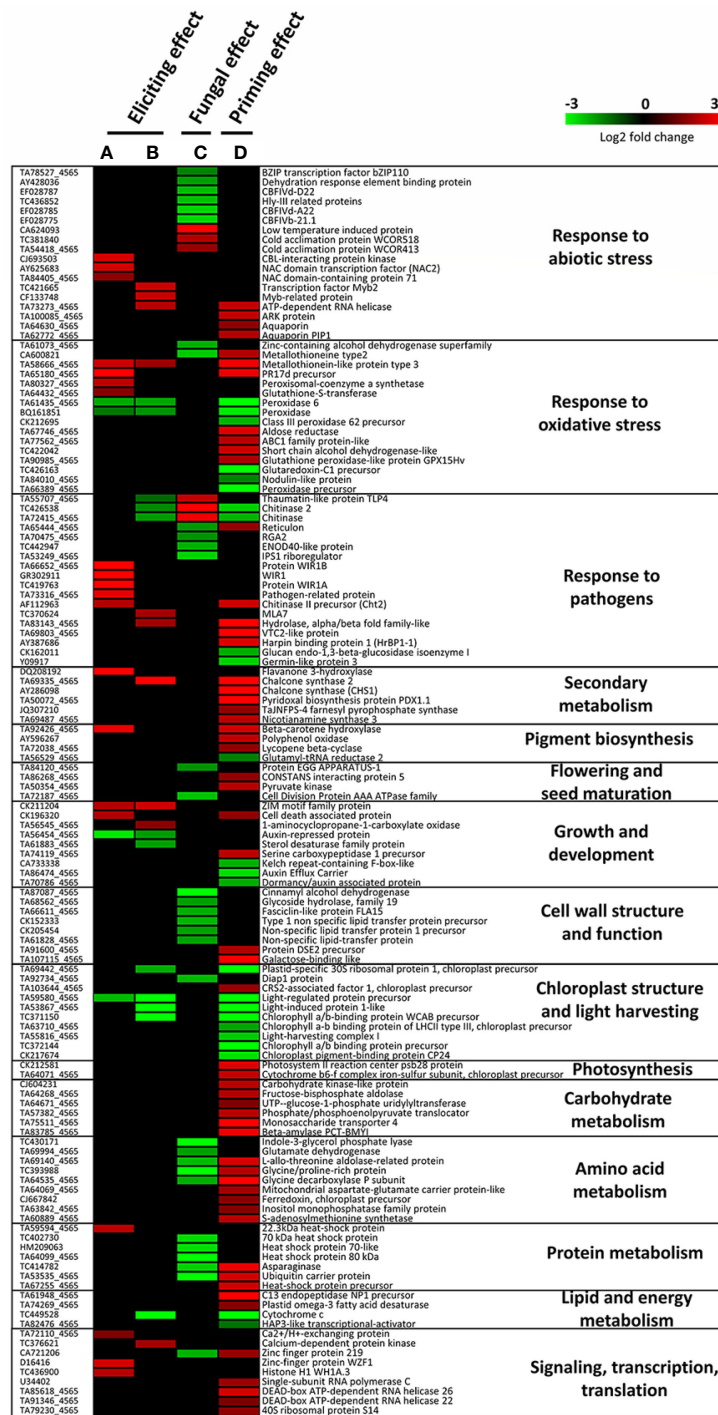 Eliciting effect
Fungal effect
Priming effect
-3 0 3
Log2 fold change
A B C D
TA78527_4565 BZIP transcription factor bZIP110
AY428036 Dehydration response element binding protein
EF028787 CBFIVd-D22
TC436852 Hly-III related proteins
EF028785 CBFIVd-A22
EF028775 CBFIVb-21.1
CA624093 Low temperature induced protein
TC381840 Cold acclimation protein WCOR518
TA54418_4565 Cold acclimation protein WCOR413
CJ693503 CBL-interacting protein kinase
AY625683 NAC domain transcription factor (NAC2)
TA84405_4565 NAC domain-containing protein 71
TC421665 Transcription factor Myb2
CF133748 Myb-related protein
TA73273_4565 ATP-dependent RNA helicase
TA100085_4565 ARK protein
TA64630_4565 Aquaporin
TA62772_4565 Aquaporin PIP1
Response to abiotic stress
TA61073_4565 Zinc-containing alcohol dehydrogenase superfamily
CA600821 Metallothioneine type2
TA58666_4565 Metallothionein-like protein type 3
TA65180_4565 PR17d precursor
TA80327_4565 Peroxisomal-coenzyme a synthetase
TA64432_4565 Glutathione-S-transferase
TA61435_4565 Peroxidase 6
BQ161851 Peroxidase
CK212695 Class III peroxidase 62 precursor
TA67746_4565 Aldose reductase
TA77562_4565 ABC1 family protein-like
TC422042 Short chain alcohol dehydrogenase-like
TA90985_4565 Glutathione peroxidase-like protein GPX15Hv
TC426163 Glutaredoxin-C1 precursor
TA84010_4565 Nodulin-like protein
TA66389_4565 Peroxidase precursor
Response to oxidative stress
TA55707_4565 Thaumatin-like protein TLP4
TC426538 Chitinase 2
TA72415_4565 Chitinase
TA65444_4565 Reticulon
TA70475_4565 RGA2
TC442947 ENOD40-like protein
TA53249_4565 IPS1 riboregulator
TA66652_4565 Protein WIR1B
GR302911 WIR1
TC419763 Protein WIR1A
TA73316_4565 Pathogen-related protein
AF112963 Chitinase II precursor (Cht2)
TC370624 MLA7
TA83143_4565 Hydrolase, alpha/beta fold family-like
TA69803_4565 VTC2-like protein
AY387686 Harpin binding protein 1 (HrBP1-1)
CK162011 Glucan endo-1,3-beta-glucosidase isoenzyme I
Y09917 Germin-like protein 3
Response to pathogens
DQ208192 Flavanone 3-hydroxylase
TA69335_4565 Chalcone synthase 2
AY286098 Chalcone synthase (CHS1)
TA50072_4565 Pyridoxal biosynthesis protein PDX1.1
JQ307210 TaJNFPS-4 farnesyl pyrophosphate synthase
TA69487_4565 Nicotianamine synthase 3
Secondary metabolism
TA92426_4565 Beta-carotene hydroxylase
AY596267 Polyphenol oxidase
TA72038_4565 Lycopene beta-cyclase
TA56529_4565 Glutamyl-tRNA reductase 2
Pigment biosynthesis
TA84120_4565 Protein EGG APPARATUS-1
TA86268_4565 CONSTANS interacting protein 5
TA50354_4565 Pyruvate kinase
TA72187_4565 Cell Division Protein AAA ATPase family
Flowering and seed maturation
CK211204 ZIM motif family protein
CK196320 Cell death associated protein
TA56545_4565 1-aminocyclopropane-1-carboxylate oxidase
TA56454_4565 Auxin-repressed protein
TA61883_4565 Sterol desaturase family protein
TA74119_4565 Serine carboxypeptidase 1 precursor
CA733338 Kelch repeat-containing F-box-like
TA86474_4565 Auxin Efflux Carrier
TA70786_4565 Dormancy/auxin associated protein
Growth and development
TA87087_4565 Cinnamyl alcohol dehydrogenase
TA68562_4565 Glycoside hydrolase, family 19
TA66611_4565 Fasciclin-like protein FLA15
CK152333 Type 1 non specific lipid transfer protein precursor
CK205454 Non-specific lipid transfer protein 1 precursor
TA61828_4565 Non-specific lipid-transfer protein
TA91600_4565 Protein DSE2 precursor
TA107115_4565 Galactose-binding like
Cell wall structure and function
TA69442_4565 Plastid-specific 30S ribosomal protein 1, chloroplast precursor
TA92734_4565 Diap1 protein
TA103644_4565 CRS2-associated factor 1, chloroplast precursor
TA59580_4565 Light-regulated protein precursor
TA53867_4565 Light-induced protein 1-like
TC371150 Chlorophyll a/b-binding protein WCAB precursor
TA63710_4565 Chlorophyll a-b binding protein of LHCII type III, chloroplast precursor
TA55816_4565 Light-harvesting complex I
TC372144 Chlorophyll a/b binding protein precursor
CK217674 Chloroplast pigment-binding protein CP24
Chloroplast structure and light harvesting
CK212581 Photosystem II reaction center psb28 protein
TA64071_4565 Cytochrome b6-f complex iron-sulfur subunit, chloroplast precursor
Photosynthesis
CJ604231 Carbohydrate kinase-like protein
TA64268_4565 Fructose-bisphosphate aldolase
TA64671_4565 UTP--glucose-1-phosphate uridylyltransferase
TA57382_4565 Phosphate/phosphoenolpyruvate translocator
TA75511_4565 Monosaccharide transporter 4
TA83785_4565 Beta-amylase PCT-BMYI
Carbohydrate metabolism
TC430171 Indole-3-glycerol phosphate lyase
TA69994_4565 Glutamate dehydrogenase
TA69140_4565 L-allo-threonine aldolase-related protein
TC393988 Glycine/proline-rich protein
TA64535_4565 Glycine decarboxylase P subunit
TA64069_4565 Mitochondrial aspartate-glutamate carrier protein-like
CJ667842 Ferredoxin, chloroplast precursor
TA63842_4565 Inositol monophosphatase family protein
TA60889_4565 S-adenosylmethionine synthetase
Amino acid metabolism
TA59594_4565 22.3kDa heat-shock protein
TC402730 70 kDa heat shock protein
HM209063 Heat shock protein 70-like
TA64099_4565 Heat shock protein 80 kDa
TC414782 Asparaginase
TA53535_4565 Ubiquitin carrier protein
TA67255_4565 Heat-shock protein precursor
Protein metabolism
TA61948_4565 C13 endopeptidase NP1 precursor
TA74269_4565 Plastid omega-3 fatty acid desaturase
TC449528 Cytochrome c
TA82476_4565 HAP3-like transcriptional-activator
Lipid and energy metabolism
TA72110_4565 Ca2+/H+-exchanging protein
TC376621 Calcium-dependent protein kinase
CA721206 Zinc finger protein 219
D16416 Zinc-finger protein WZF1
TC436900 Histone H1 WH1A.3
U34402 Single-subunit RNA polymerase C
TA85618_4565 DEAD-box ATP-dependent RNA helicase 26
TA91346_4565 DEAD-box ATP-dependent RNA helicase 22
TA79230_4565 40S ribosomal protein S14
Signaling, transcription, translation